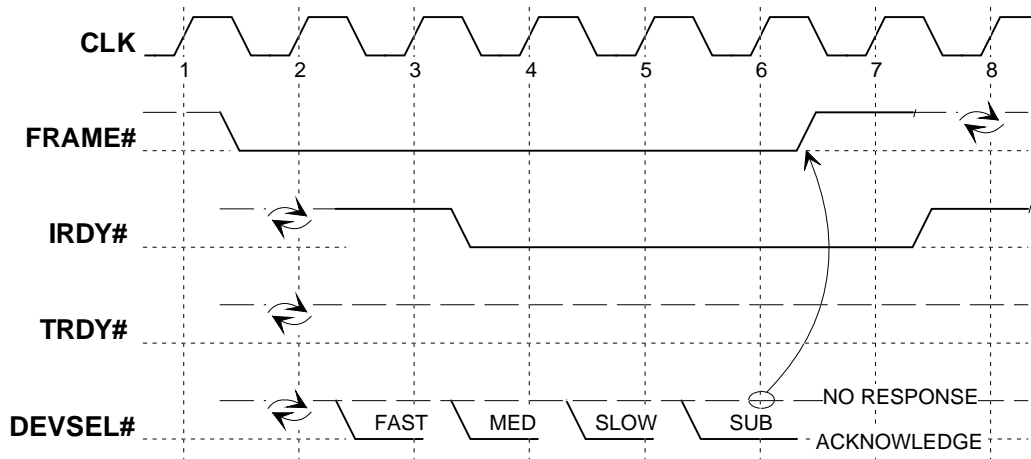 CLK
1 2 3 4 5 6 7 8
FRAME#
IRDY#
TRDY#
DEVSEL#
FAST MED SLOW SUB
NO RESPONSE
ACKNOWLEDGE